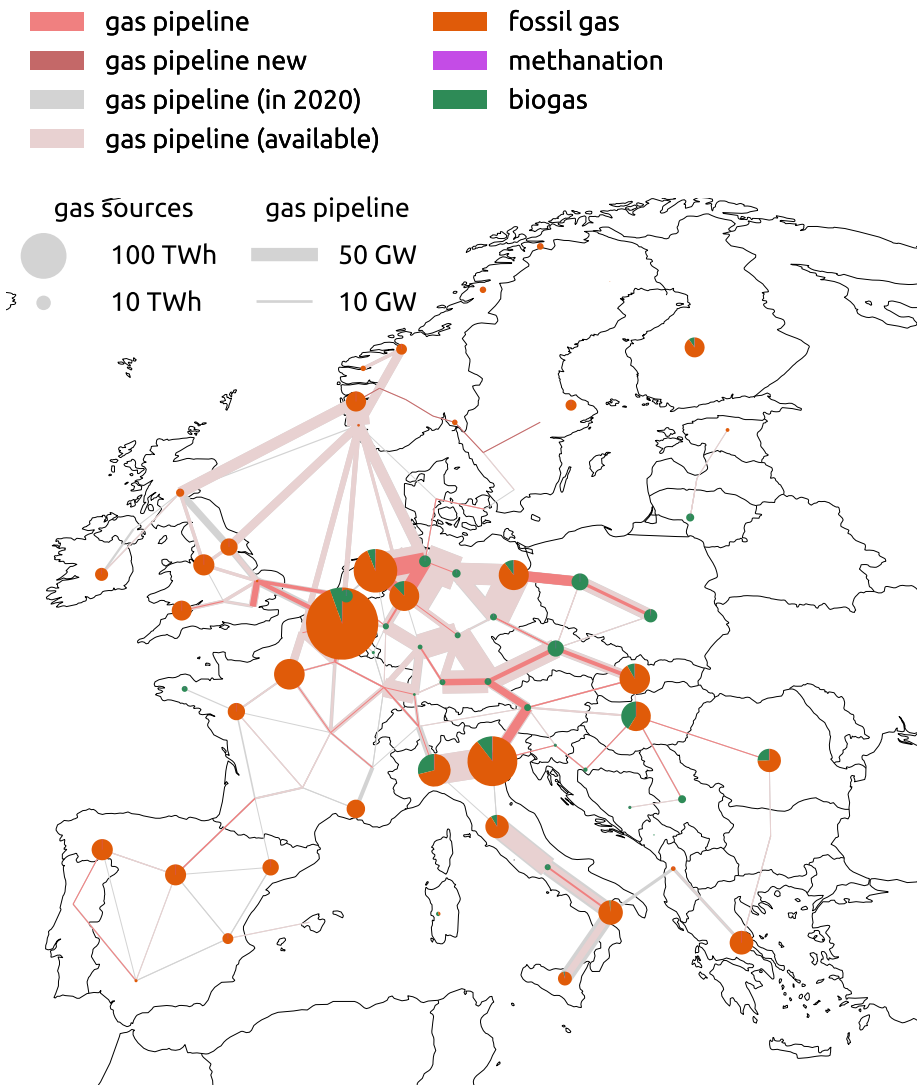 gas pipeline
gas pipeline new
gas pipeline (in 2020)
gas pipeline (available)
fossil gas
methanation
biogas
gas sources
100 TWh
10 TWh
gas pipeline
50 GW
10 GW